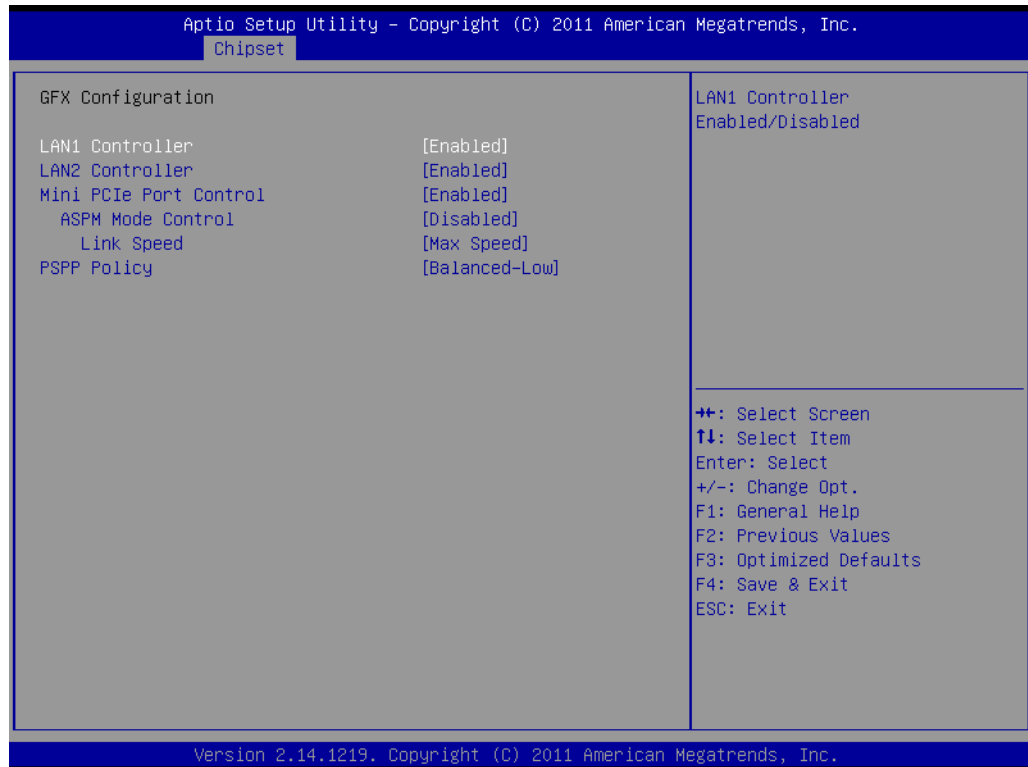 Aptio Setup Utility – Copyright (C) 2011 American Megatrends, Inc.
Chipset
GFX Configuration
LAN1 Controller [Enabled]
LAN2 Controller [Enabled]
Mini PCIe Port Control [Enabled]
ASPM Mode Control [Disabled]
Link Speed [Max Speed]
PSPP Policy [Balanced-Low]
LAN1 Controller
Enabled/Disabled
→←: Select Screen
↑↓: Select Item
Enter: Select
+/-: Change Opt.
F1: General Help
F2: Previous Values
F3: Optimized Defaults
F4: Save & Exit
ESC: Exit
Version 2.14.1219. Copyright (C) 2011 American Megatrends, Inc.